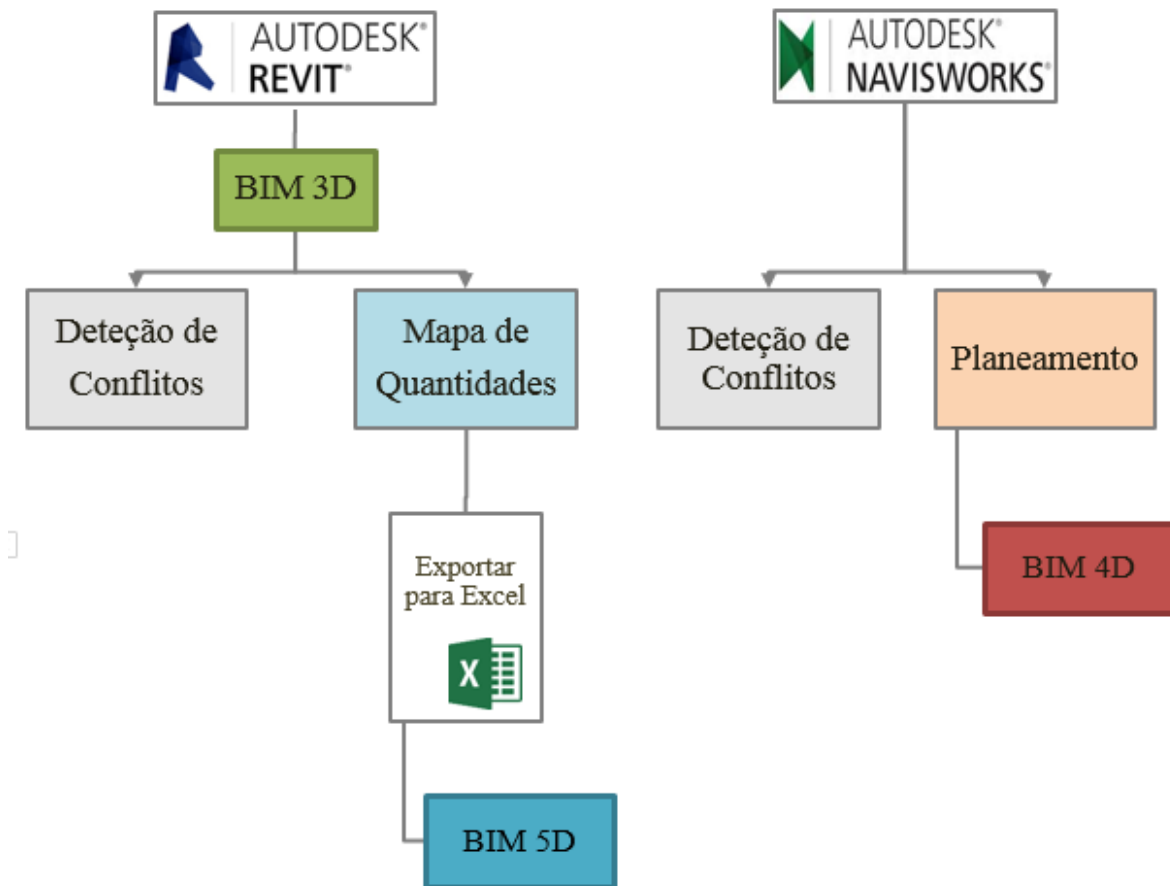 AUTODESK®
REVIT®
AUTODESK®
NAVISWORKS®
BIM 3D
Deteção de
Conflitos
Mapa de
Quantidades
Deteção de
Conflitos
Planeamento
Exportar
para Excel
X
BIM 4D
BIM 5D